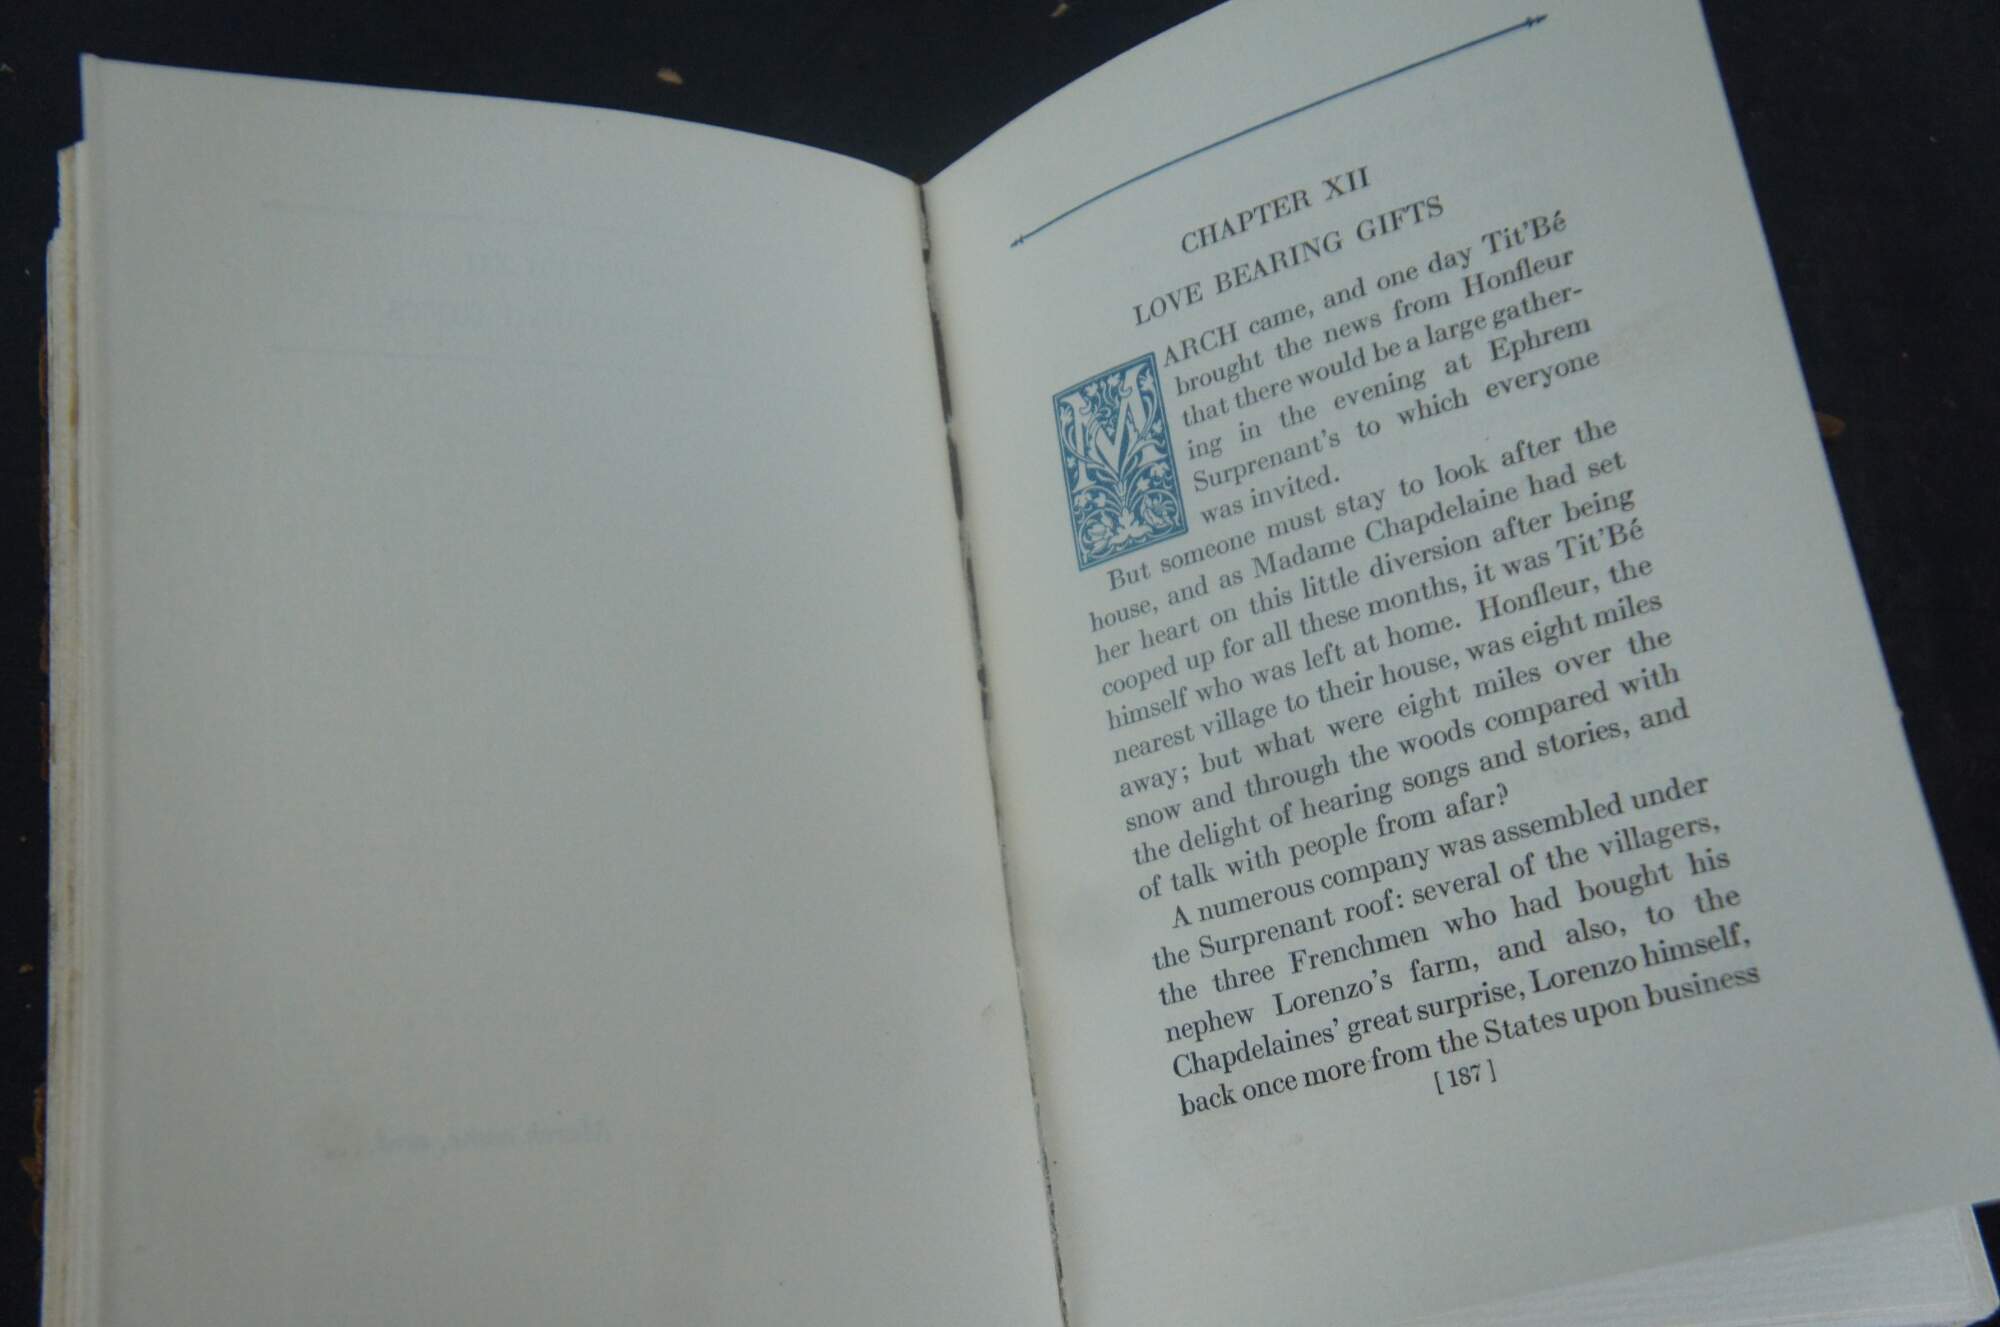 CHAPTER XII
LOVE BEARING GIFTS
MARCH came, and one day Tit'Bé
brought the news from Honfleur
that there would be a large gather-
ing in the evening at Ephrem
Surprenant's to which everyone
was invited.
But someone must stay to look after the
house, and as Madame Chapdelaine had set
her heart on this little diversion after being
cooped up for all these months, it was Tit'Bé
himself who was left at home. Honfleur, the
nearest village to their house, was eight miles
away; but what were eight miles over the
snow and through the woods compared with
the delight of hearing songs and stories, and
of talk with people from afar?
A numerous company was assembled under
the Surprenant roof: several of the villagers,
the three Frenchmen who had bought his
nephew Lorenzo's farm, and also, to the
Chapdelaines' great surprise, Lorenzo himself,
back once more from the States upon business
[187]